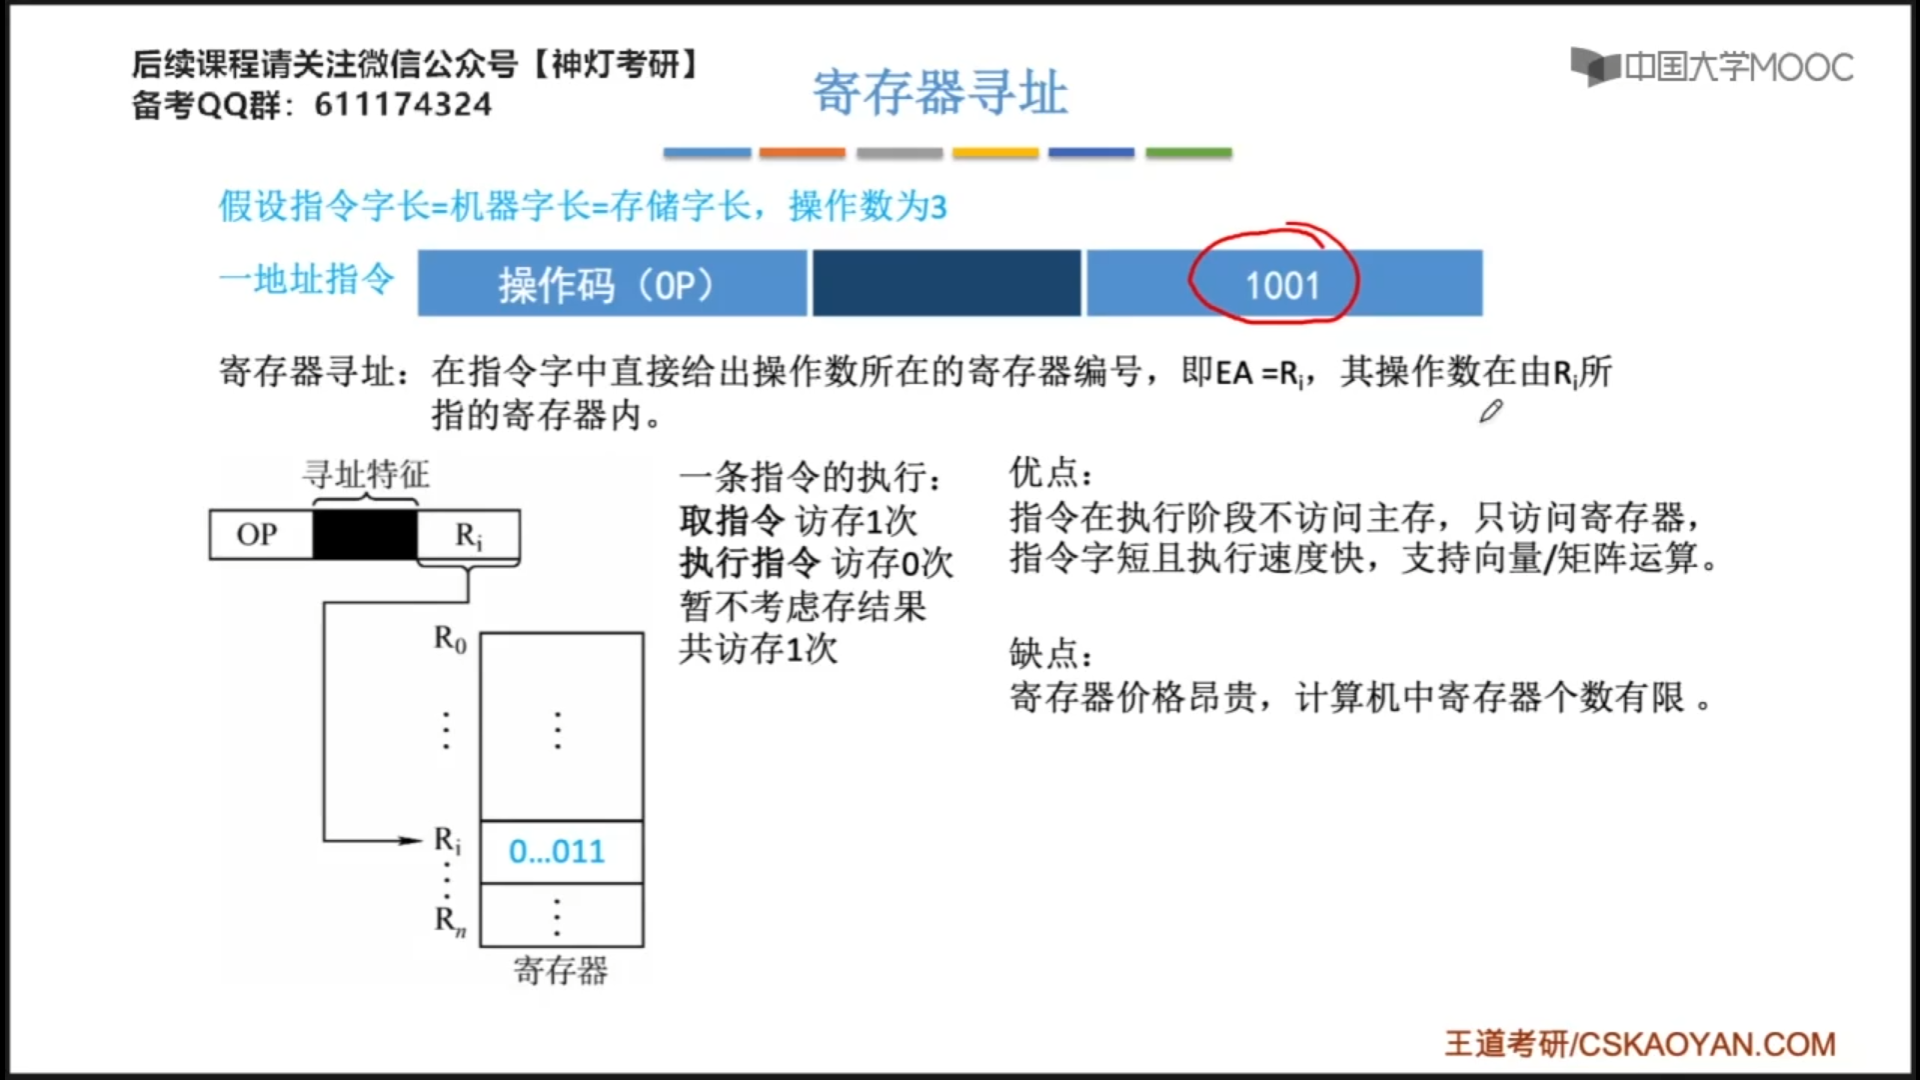 后续课程请关注微信公众号【神灯考研】
备考QQ群：611174324
中国大学MOOC
寄存器寻址
假设指令字长=机器字长=存储字长，操作数为3
一地址指令 操作码（OP） 1001
寄存器寻址：在指令字中直接给出操作数所在的寄存器编号，即EA =Ri，其操作数在由Ri所
指的寄存器内。
寻址特征
OP Ri
R0
⋮ ⋮
Ri 0...011
⋮
Rn ⋮
寄存器
一条指令的执行：
取指令 访存1次
执行指令 访存0次
暂不考虑存结果
共访存1次
优点：
指令在执行阶段不访问主存，只访问寄存器，
指令字短且执行速度快，支持向量/矩阵运算。
缺点：
寄存器价格昂贵，计算机中寄存器个数有限 。
王道考研/CSKAOYAN.COM